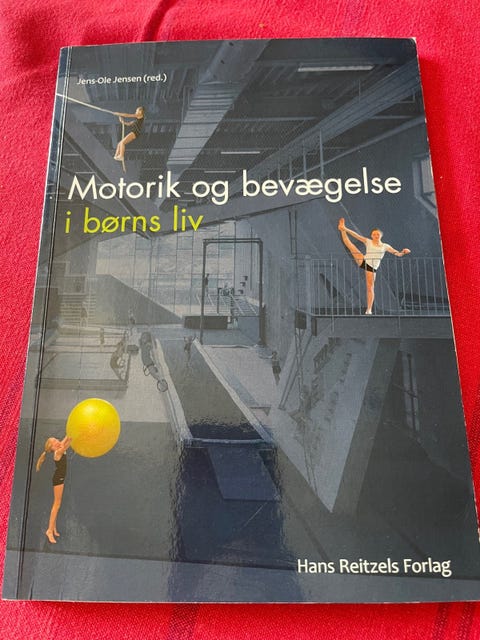 Jens-Ole Jensen (red.)
Motorik og bevægelse
i børns liv
Hans Reitzels Forlag